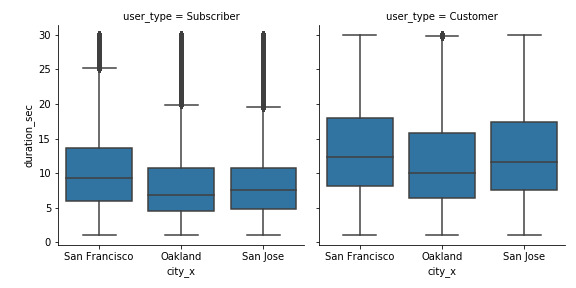 user_type = Subscriber
user_type = Customer
30
25
20
15
10
5
0
duration_sec
San Francisco
Oakland
San Jose
San Francisco
Oakland
San Jose
city_x
city_x